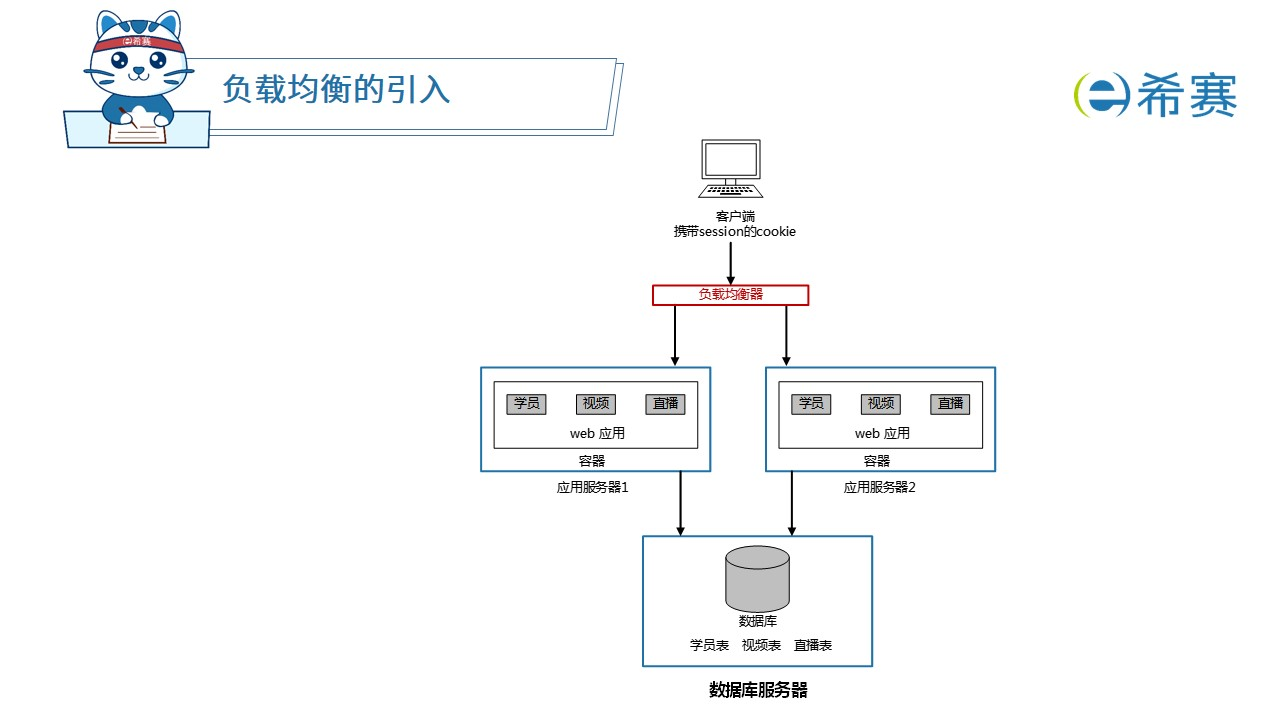 希赛
负载均衡的引入
希赛
客户端
携带session的cookie
负载均衡器
学员 视频 直播
web 应用
容器
应用服务器1
学员 视频 直播
web 应用
容器
应用服务器2
数据库
学员表 视频表 直播表
数据库服务器